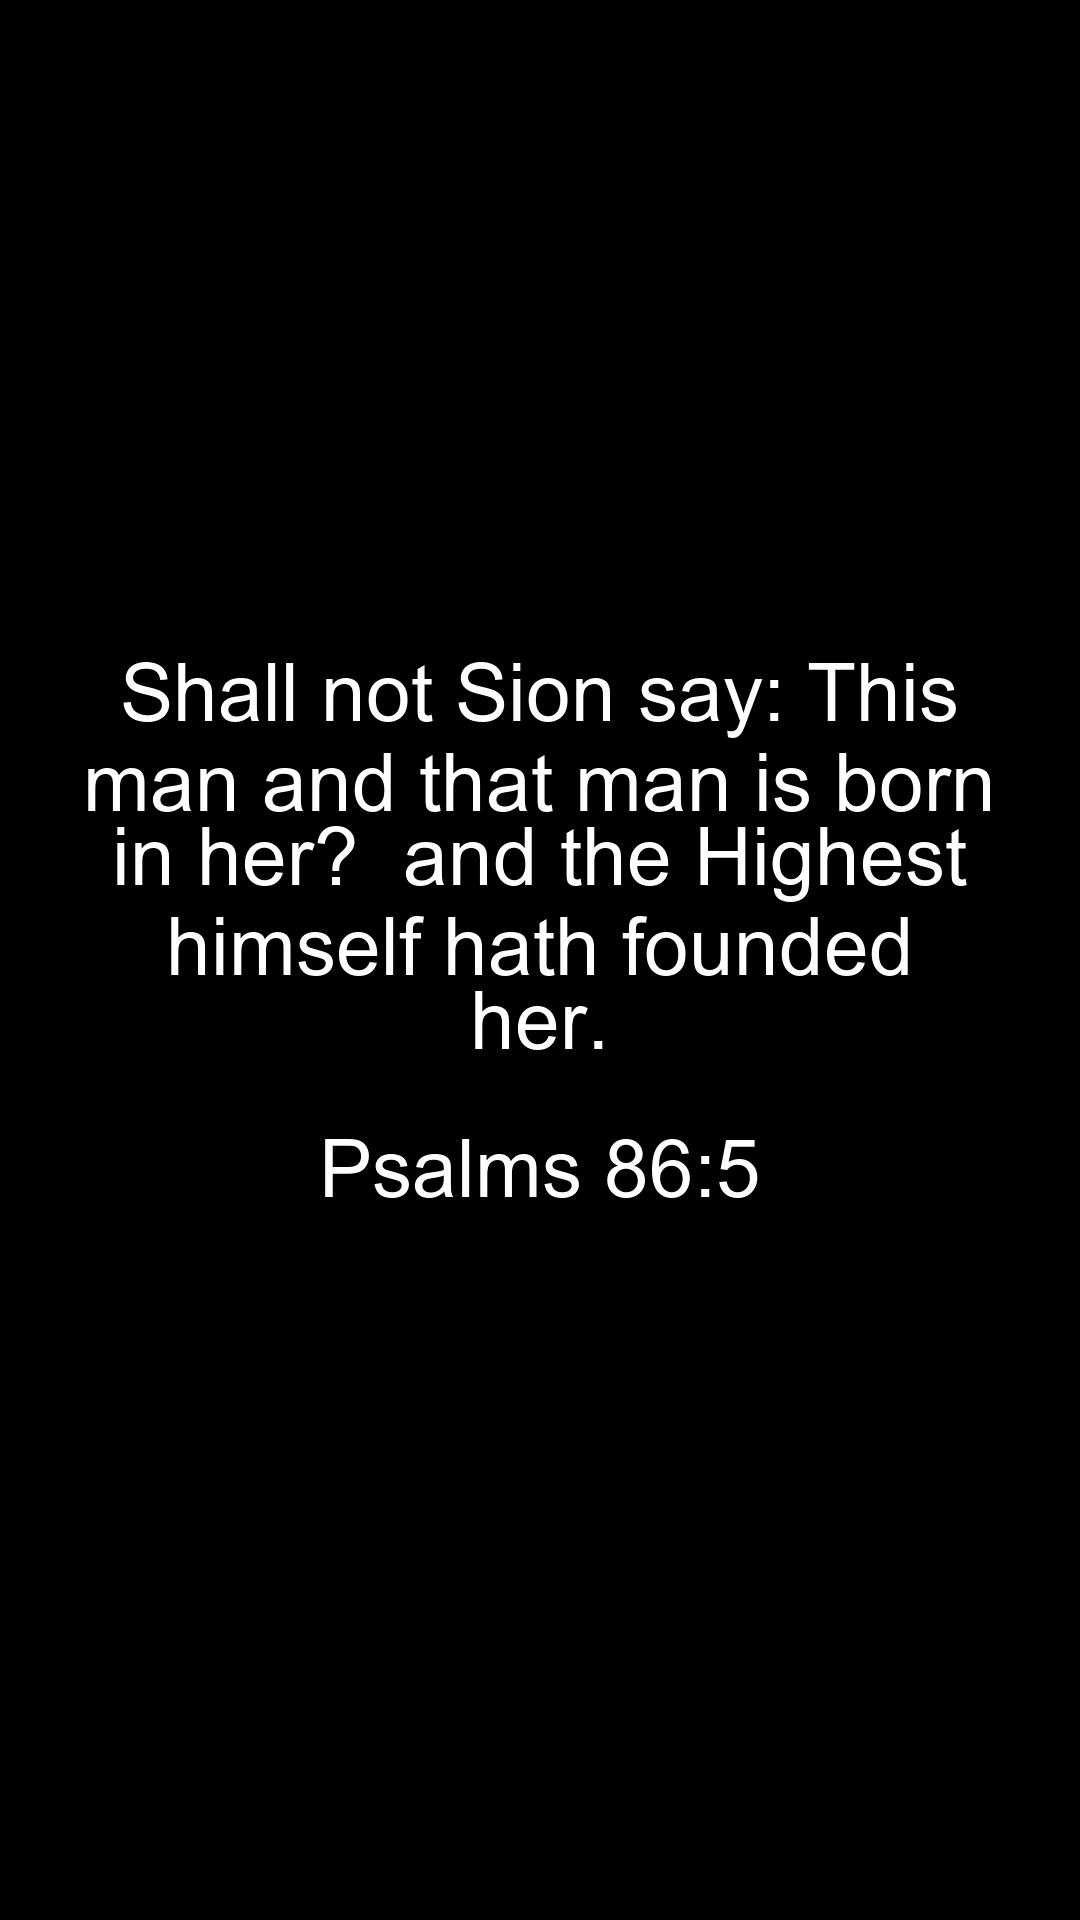 Shall not Sion say: This
man and that man is born
in her?  and the Highest
himself hath founded
her.
Psalms 86:5